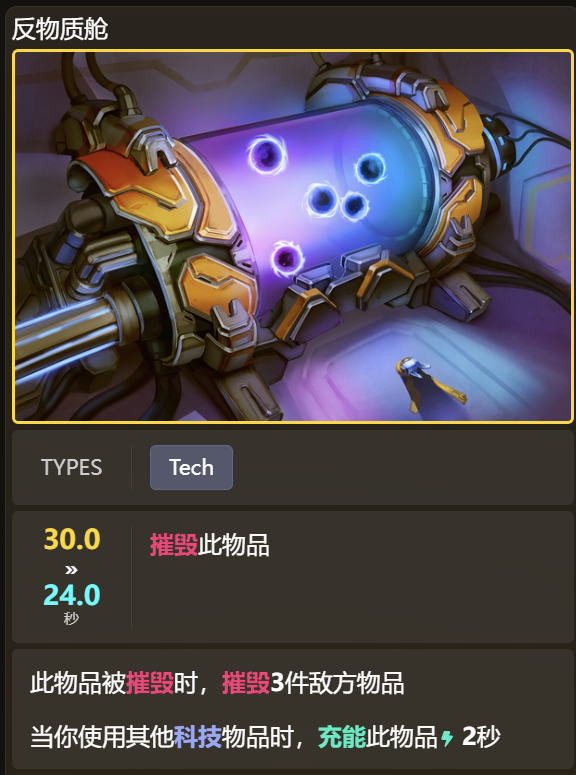 反物质舱
TYPES
Tech
30.0
»
24.0
秒
摧毁此物品
此物品被摧毁时，摧毁3件敌方物品
当你使用其他科技物品时，充能此物品 2秒